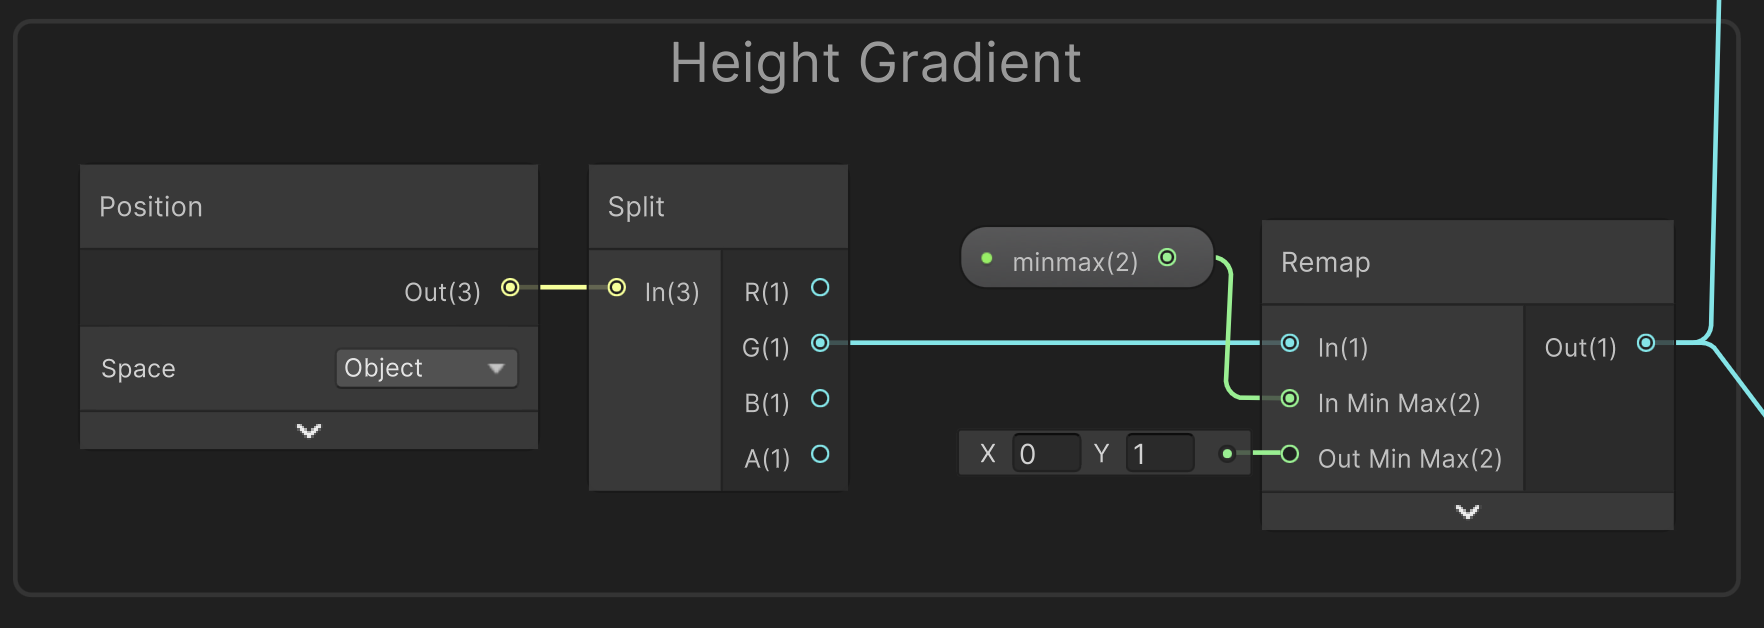 Height Gradient
Position
Out(3)
Space
Object
Split
In(3)
R(1)
G(1)
B(1)
A(1)
minmax(2)
X 0 Y 1
Remap
In(1)
In Min Max(2)
Out Min Max(2)
Out(1)